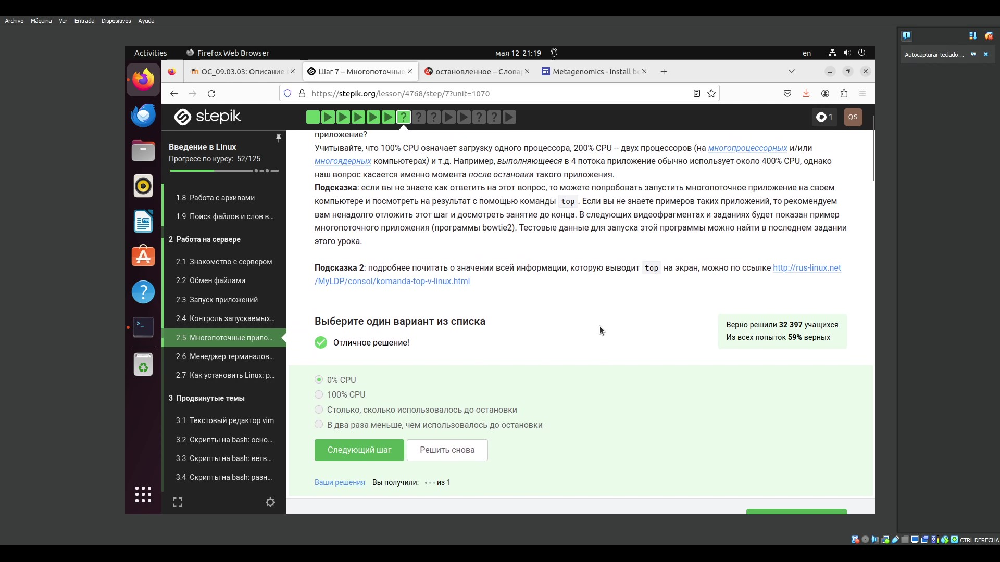 Archivo Máquina Ver Entrada Dispositivos Ayuda
Autocapturar teclado...
Activities Firefox Web Browser мая 12 21:19 en
ОС_09.03.03: Описание Шаг 7 – Многопоточные остановленное – Слова Metagenomics - Install bo
https://stepik.org/lesson/4768/step/7?unit=1070
stepik ? ? ? ? ? 1 QS
Введение в Linux
Прогресс по курсу: 52/125
1.8 Работа с архивами
1.9 Поиск файлов и слов в...
2 Работа на сервере
2.1 Знакомство с сервером
2.2 Обмен файлами
2.3 Запуск приложений
2.4 Контроль запускаемых...
2.5 Многопоточные прило...
2.6 Менеджер терминалов...
2.7 Как установить Linux: р...
3 Продвинутые темы
3.1 Текстовый редактор vim
3.2 Скрипты на bash: осно...
3.3 Скрипты на bash: ветв...
3.4 Скрипты на bash: разн...
приложение?
Учитывайте, что 100% CPU означает загрузку одного процессора, 200% CPU -- двух процессоров (на многопроцессорных и/или
многоядерных компьютерах) и т.д. Например, выполняющееся в 4 потока приложение обычно использует около 400% CPU, однако
наш вопрос касается именно момента после остановки такого приложения.
Подсказка: если вы не знаете как ответить на этот вопрос, то можете попробовать запустить многопоточное приложение на своем
компьютере и посмотреть на результат с помощью команды top. Если вы не знаете примеров таких приложений, то рекомендуем
вам ненадолго отложить этот шаг и досмотреть занятие до конца. В следующих видеофрагментах и заданиях будет показан пример
многопоточного приложения (программы bowtie2). Тестовые данные для запуска этой программы можно найти в последнем задании
этого урока.
Подсказка 2: подробнее почитать о значении всей информации, которую выводит top на экран, можно по ссылке http://rus-linux.net
/MyLDP/consol/komanda-top-v-linux.html
Выберите один вариант из списка
Отличное решение!
Верно решили 32 397 учащихся
Из всех попыток 59% верных
0% CPU
100% CPU
Столько, сколько использовалось до остановки
В два раза меньше, чем использовалось до остановки
Следующий шаг Решить снова
Ваши решения Вы получили: из 1
CTRL DERECHA